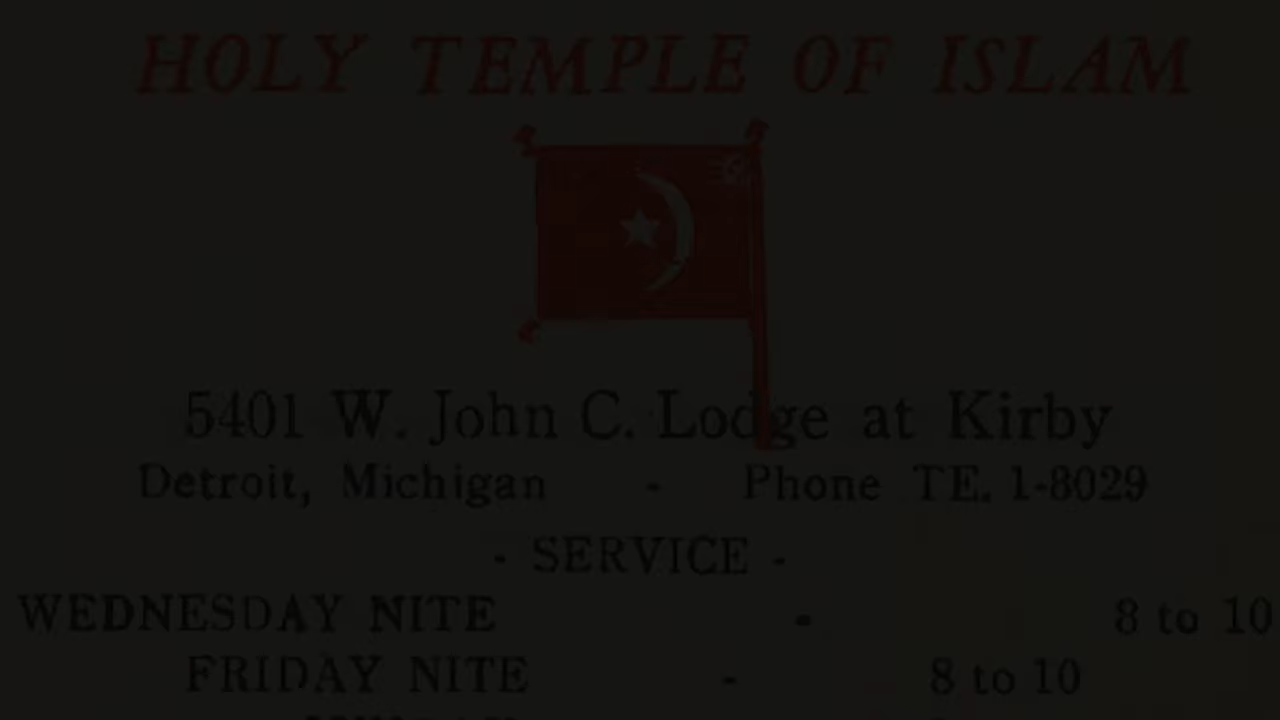 HOLY TEMPLE OF ISLAM
5401 W. John C. Lodge at Kirby
Detroit, Michigan - Phone TE. 1-8029
- SERVICE -
WEDNESDAY NITE - 8 to 10
FRIDAY NITE - 8 to 10